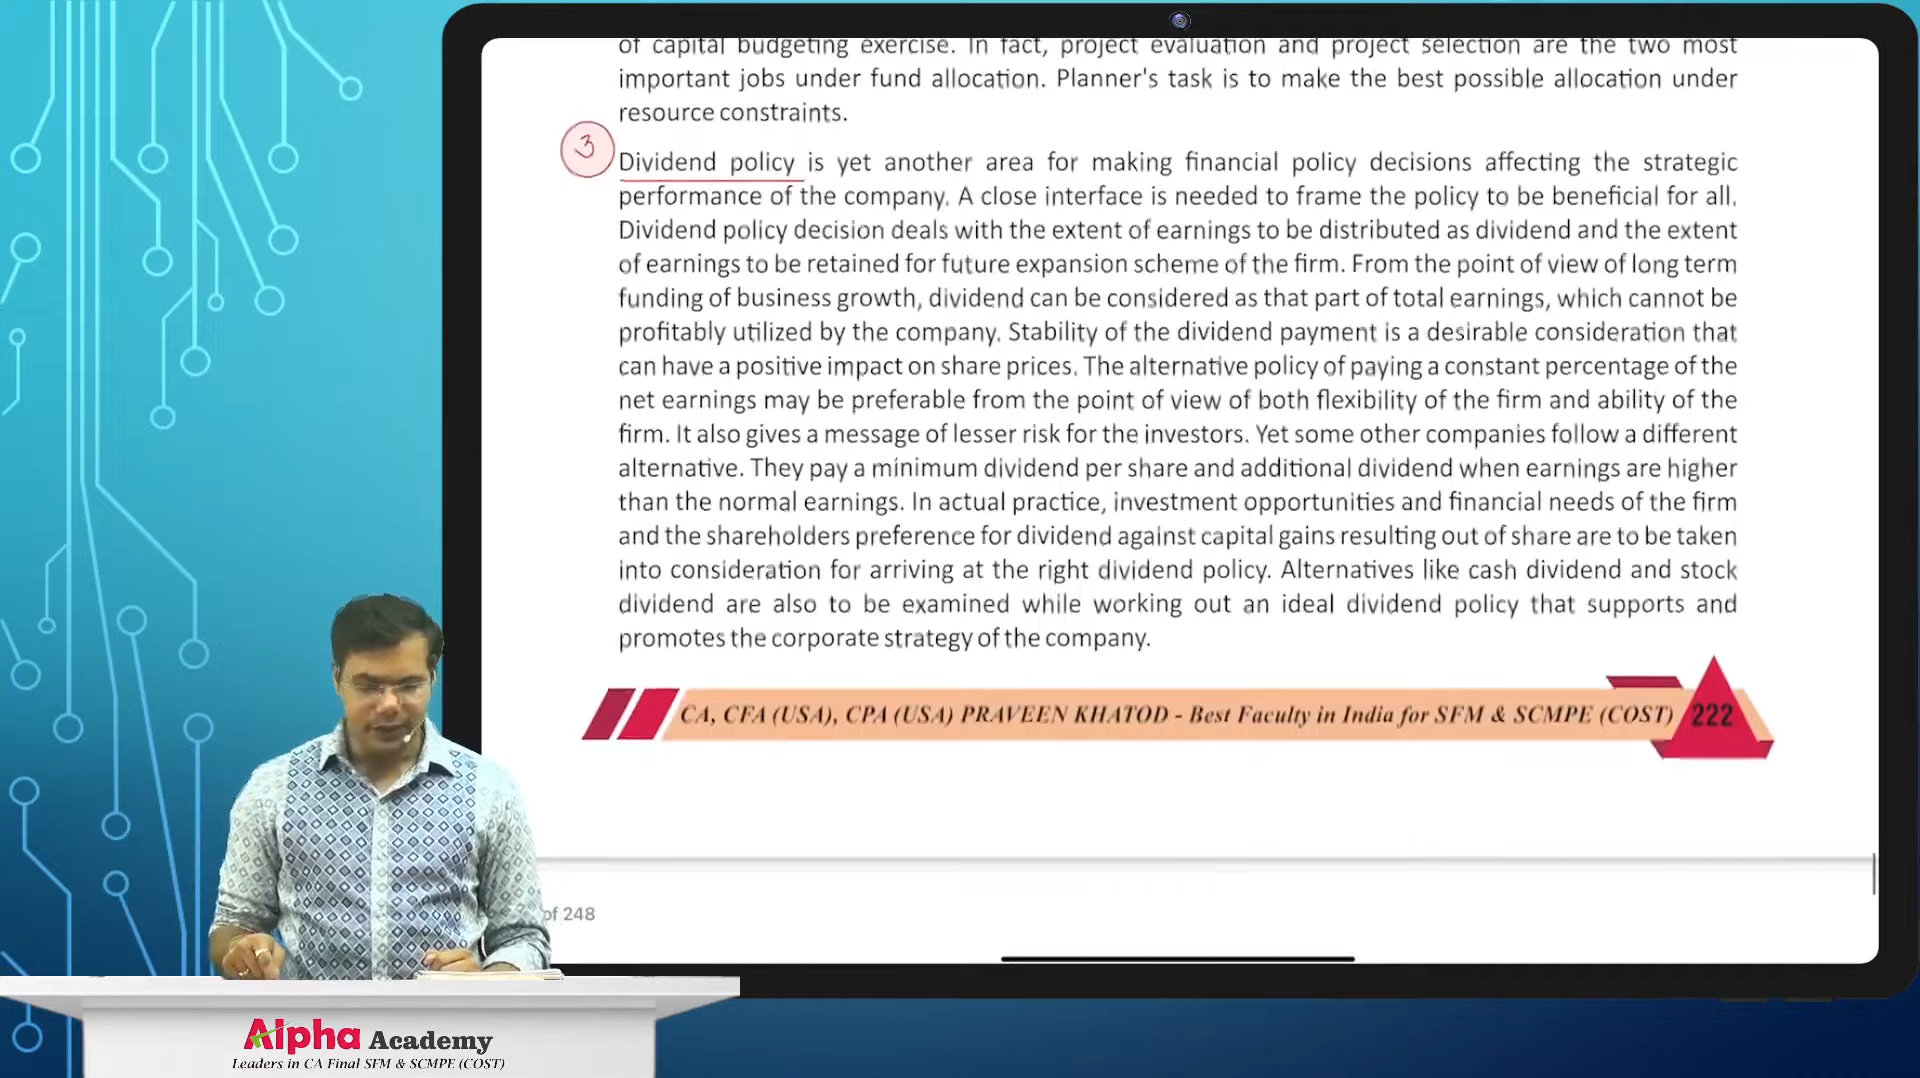 of capital budgeting exercise. In fact, project evaluation and project selection are the two most
important jobs under fund allocation. Planner's task is to make the best possible allocation under
resource constraints.
3
Dividend policy is yet another area for making financial policy decisions affecting the strategic
performance of the company. A close interface is needed to frame the policy to be beneficial for all.
Dividend policy decision deals with the extent of earnings to be distributed as dividend and the extent
of earnings to be retained for future expansion scheme of the firm. From the point of view of long term
funding of business growth, dividend can be considered as that part of total earnings, which cannot be
profitably utilized by the company. Stability of the dividend payment is a desirable consideration that
can have a positive impact on share prices. The alternative policy of paying a constant percentage of the
net earnings may be preferable from the point of view of both flexibility of the firm and ability of the
firm. It also gives a message of lesser risk for the investors. Yet some other companies follow a different
alternative. They pay a minimum dividend per share and additional dividend when earnings are higher
than the normal earnings. In actual practice, investment opportunities and financial needs of the firm
and the shareholders preference for dividend against capital gains resulting out of share are to be taken
into consideration for arriving at the right dividend policy. Alternatives like cash dividend and stock
dividend are also to be examined while working out an ideal dividend policy that supports and
promotes the corporate strategy of the company.
CA, CFA (USA), CPA (USA) PRAVEEN KHATOD - Best Faculty in India for SFM & SCMPE (COST) 222
of 248
Alpha Academy
Leaders in CA Final SFM & SCMPE (COST)